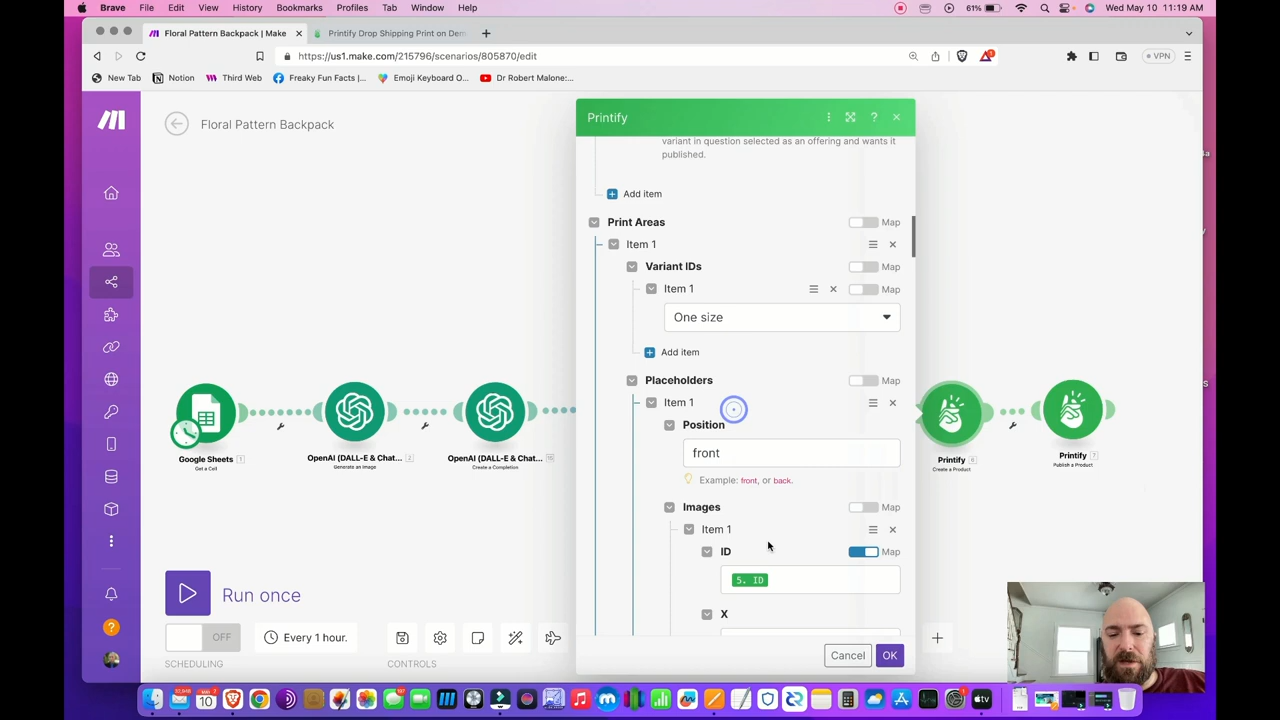 Brave File Edit View History Bookmarks Profiles Tab Window Help 61% Wed May 10 11:19 AM
Floral Pattern Backpack | Make
Printify Drop Shipping Print on Dem
https://us1.make.com/215796/scenarios/805870/edit
VPN
New Tab Notion Third Web Freaky Fun Facts |... Emoji Keyboard O... Dr Robert Malone:...
Floral Pattern Backpack
Printify
variant in question selected as an offering and wants it
published.
Add item
Print Areas Map
Item 1
Variant IDs Map
Item 1 Map
One size
Add item
Placeholders Map
Item 1
Position
front
Example: front, or back.
Images Map
Item 1
ID Map
5. ID
X
Cancel OK
Google Sheets 1
Get a Cell
OpenAI (DALL-E & Chat... 2
Generate an Image
OpenAI (DALL-E & Chat...
Create a Completion
Printify 6
Create a Product
Printify 7
Publish a Product
Run once
OFF
Every 1 hour.
SCHEDULING
CONTROLS